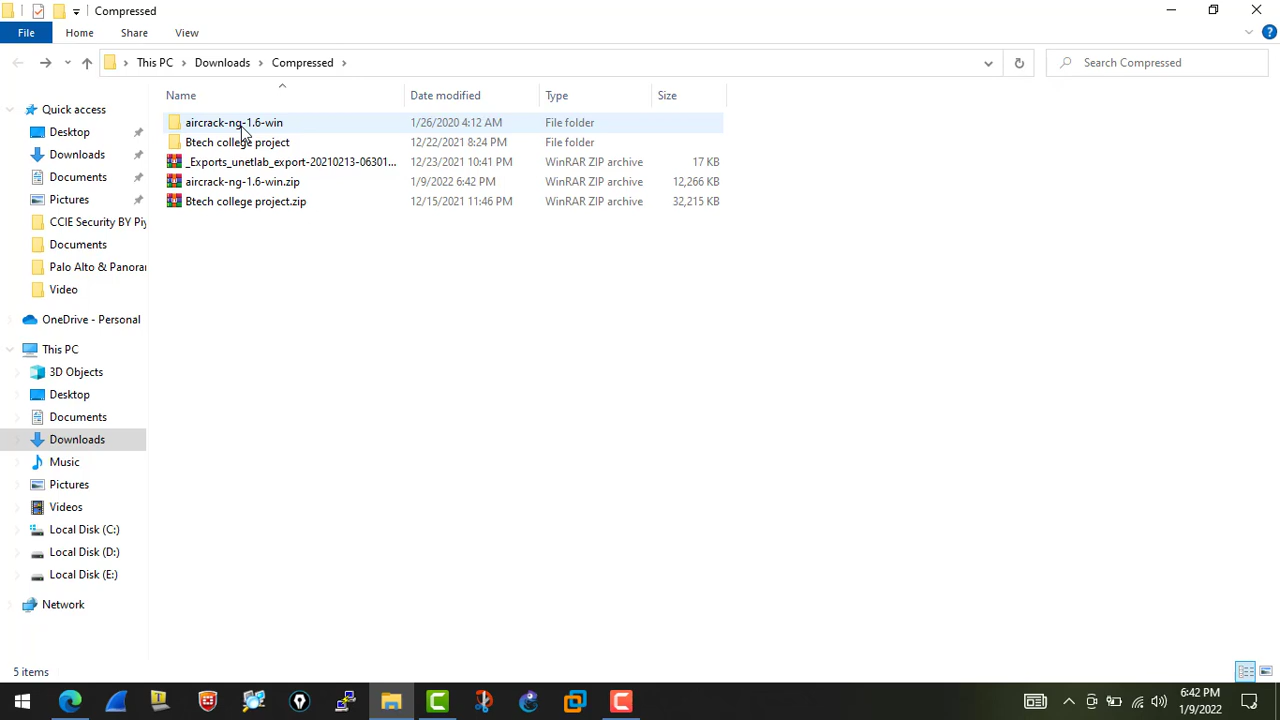 Compressed
File Home Share View
This PC Downloads Compressed Search Compressed
Name Date modified Type Size
Quick access
Desktop
Downloads
Documents
Pictures
CCIE Security BY Piy
Documents
Palo Alto & Panoran
Video
OneDrive - Personal
This PC
3D Objects
Desktop
Documents
Downloads
Music
Pictures
Videos
Local Disk (C:)
Local Disk (D:)
Local Disk (E:)
Network
aircrack-ng-1.6-win 1/26/2020 4:12 AM File folder
Btech college project 12/22/2021 8:24 PM File folder
_Exports_unetlab_export-20210213-06301... 12/23/2021 10:41 PM WinRAR ZIP archive 17 KB
aircrack-ng-1.6-win.zip 1/9/2022 6:42 PM WinRAR ZIP archive 12,266 KB
Btech college project.zip 12/15/2021 11:46 PM WinRAR ZIP archive 32,215 KB
5 items
6:42 PM
1/9/2022